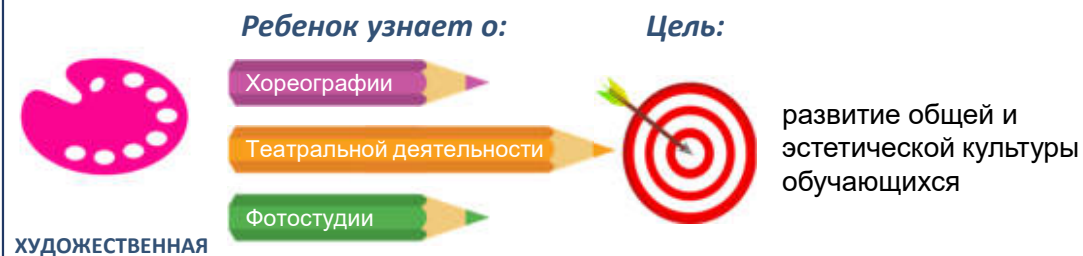 Ребенок узнает о:
Цель:
Хореографии
Театральной деятельности
Фотостудии
развитие общей и
эстетической культуры
обучающихся
ХУДОЖЕСТВЕННАЯ